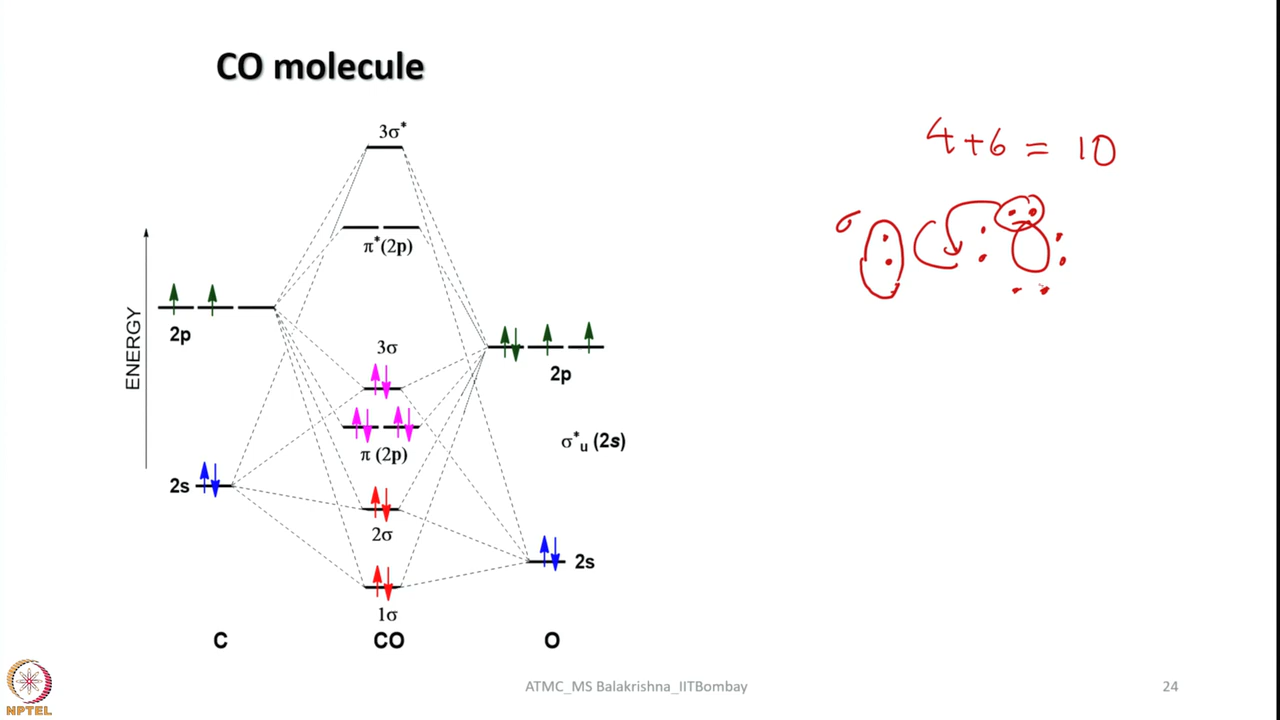 CO molecule
3σ*
4+6 = 10
π*(2p)
σ
ENERGY
2p
3σ
2p
σ*u (2s)
π (2p)
2s
2σ
2s
1σ
C
CO
O
NPTEL
ATMC_MS Balakrishna_IITBombay
24